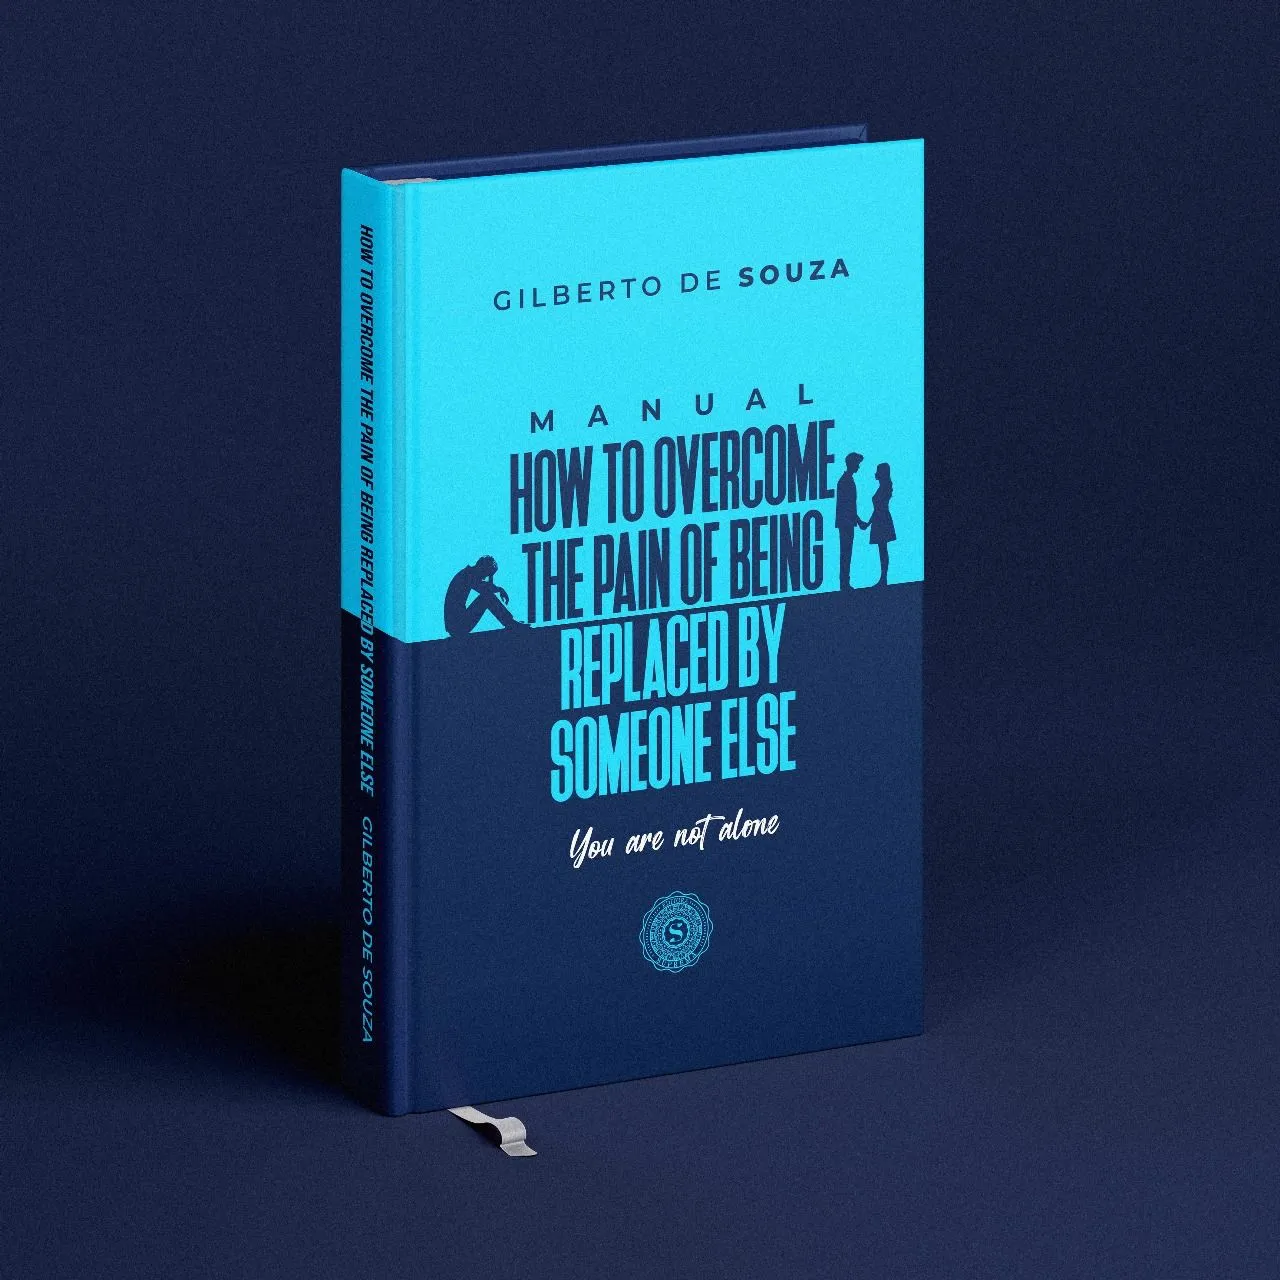 GILBERTO DE SOUZA
MANUAL
HOW TO OVERCOME
THE PAIN OF BEING
REPLACED BY
SOMEONE ELSE
You are not alone
S
SUPREMA
HOW TO OVERCOME THE PAIN OF BEING REPLACED BY SOMEONE ELSE GILBERTO DE SOUZA